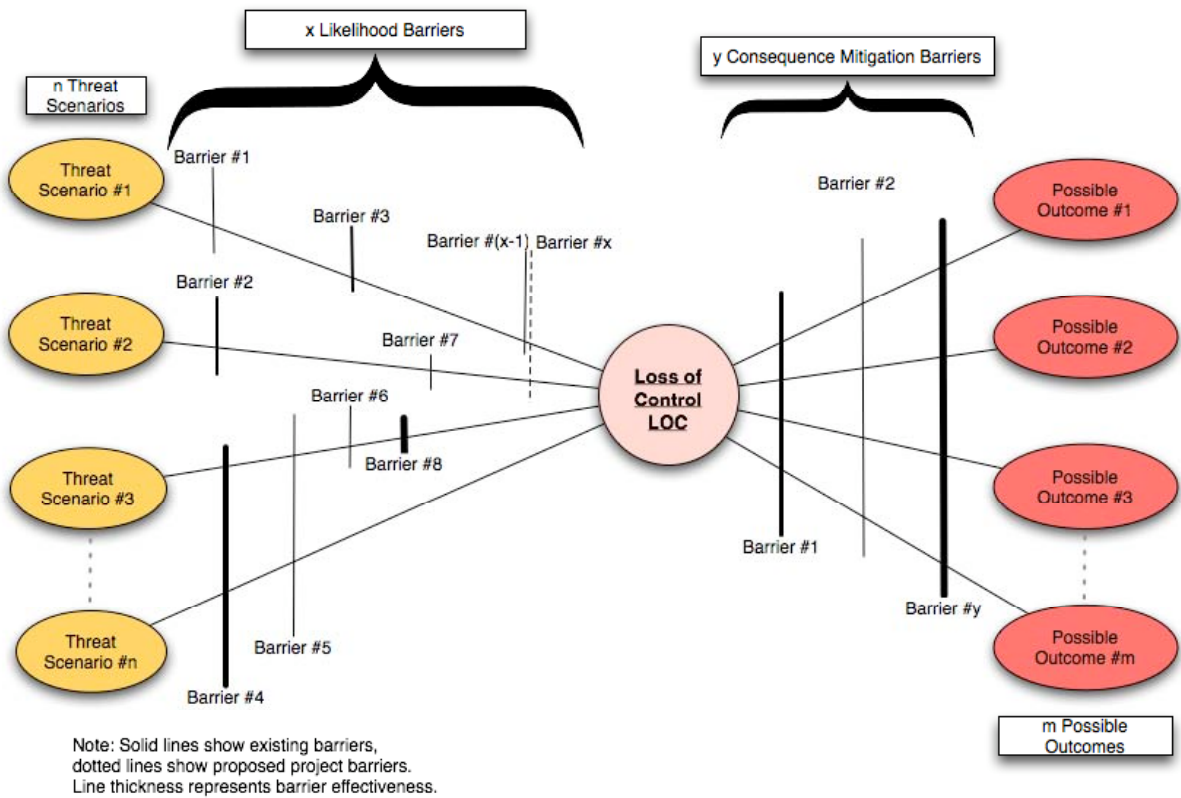 x Likelihood Barriers
y Consequence Mitigation Barriers
n Threat
Scenarios
Threat
Scenario #1
Barrier #1
Barrier #3
Barrier #(x-1)
Barrier #x
Barrier #2
Possible
Outcome #1
Barrier #2
Threat
Scenario #2
Barrier #7
Possible
Outcome #2
Barrier #6
Loss of
Control
LOC
Barrier #8
Threat
Scenario #3
Possible
Outcome #3
Barrier #1
Barrier #y
Threat
Scenario #n
Barrier #5
Barrier #4
Possible
Outcome #m
m Possible
Outcomes
Note: Solid lines show existing barriers,
dotted lines show proposed project barriers.
Line thickness represents barrier effectiveness.